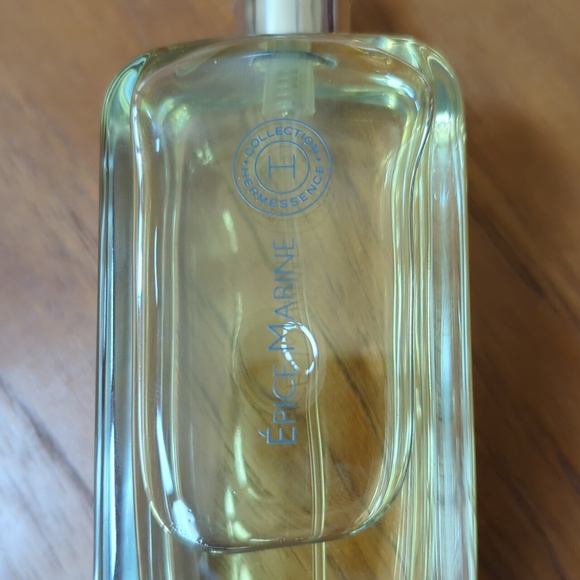 COLLECTION
H
HERMESSENCE
ÉPICE MARINE